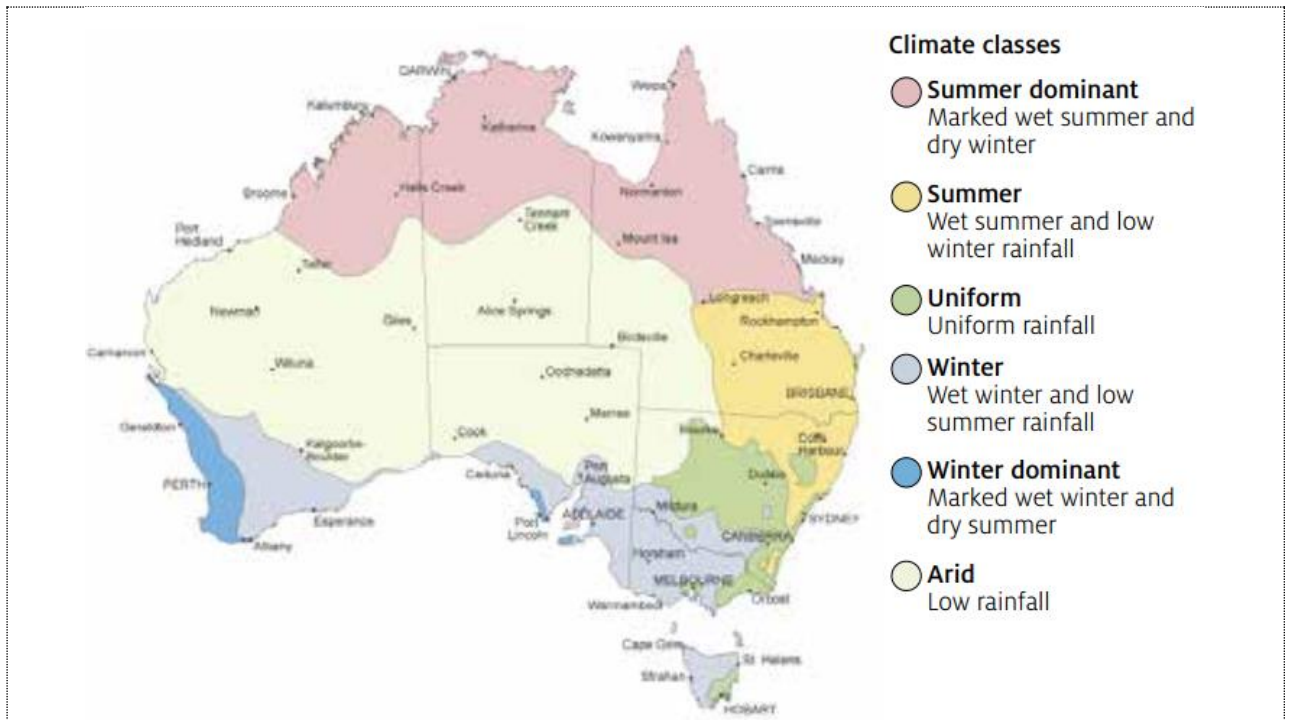 Climate classes
Summer dominant
Marked wet summer and
dry winter
Summer
Wet summer and low
winter rainfall
Uniform
Uniform rainfall
Winter
Wet winter and low
summer rainfall
Winter dominant
Marked wet winter and
dry summer
Arid
Low rainfall
DARWIN
Weipa
Kalumburu
Katherine
Kowanyama
Cairns
Broome
Halls Creek
Normanton
Tennant
Creek
Townsville
Port
Hedland
Mount Isa
Mackay
Telfer
Longreach
Newman
Giles
Alice Springs
Rockhampton
Birdsville
Carnarvon
Charleville
Wiluna
Oodnadatta
BRISBANE
Marree
Geraldton
Cook
Bourke
Coffs
Harbour
Kalgoorlie-
Boulder
Ceduna
Port
Augusta
Dubbo
PERTH
Mildura
SYDNEY
Esperance
Port
Lincoln
ADELAIDE
CANBERRA
Albany
Horsham
MELBOURNE
Orbost
Warrnambool
Cape Grim
St Helens
Strahan
HOBART